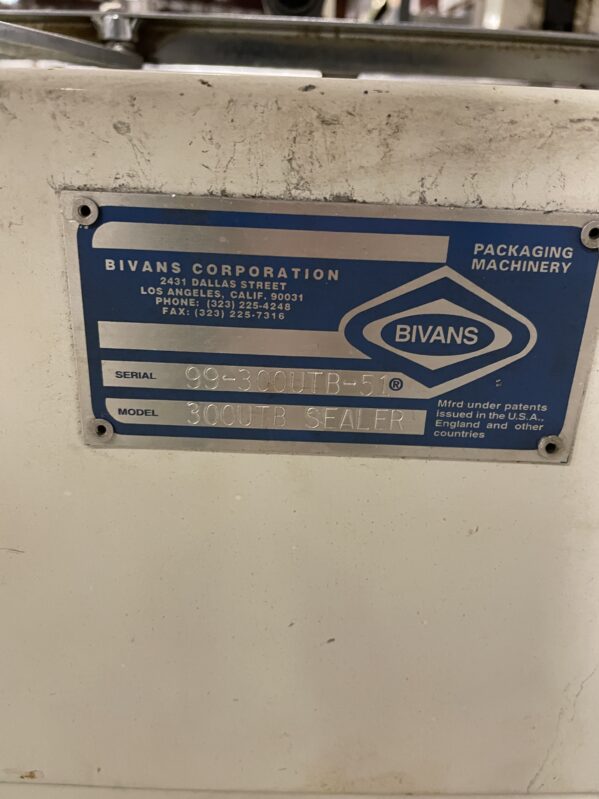 PACKAGING
MACHINERY
BIVANS CORPORATION
2431 DALLAS STREET
LOS ANGELES, CALIF. 90031
PHONE: (323) 225-4248
FAX: (323) 225-7316
BIVANS
®
SERIAL 99-300UTB-51
MODEL 300UTB SEALER
Mfrd under patents
issued in the U.S.A.,
England and other
countries